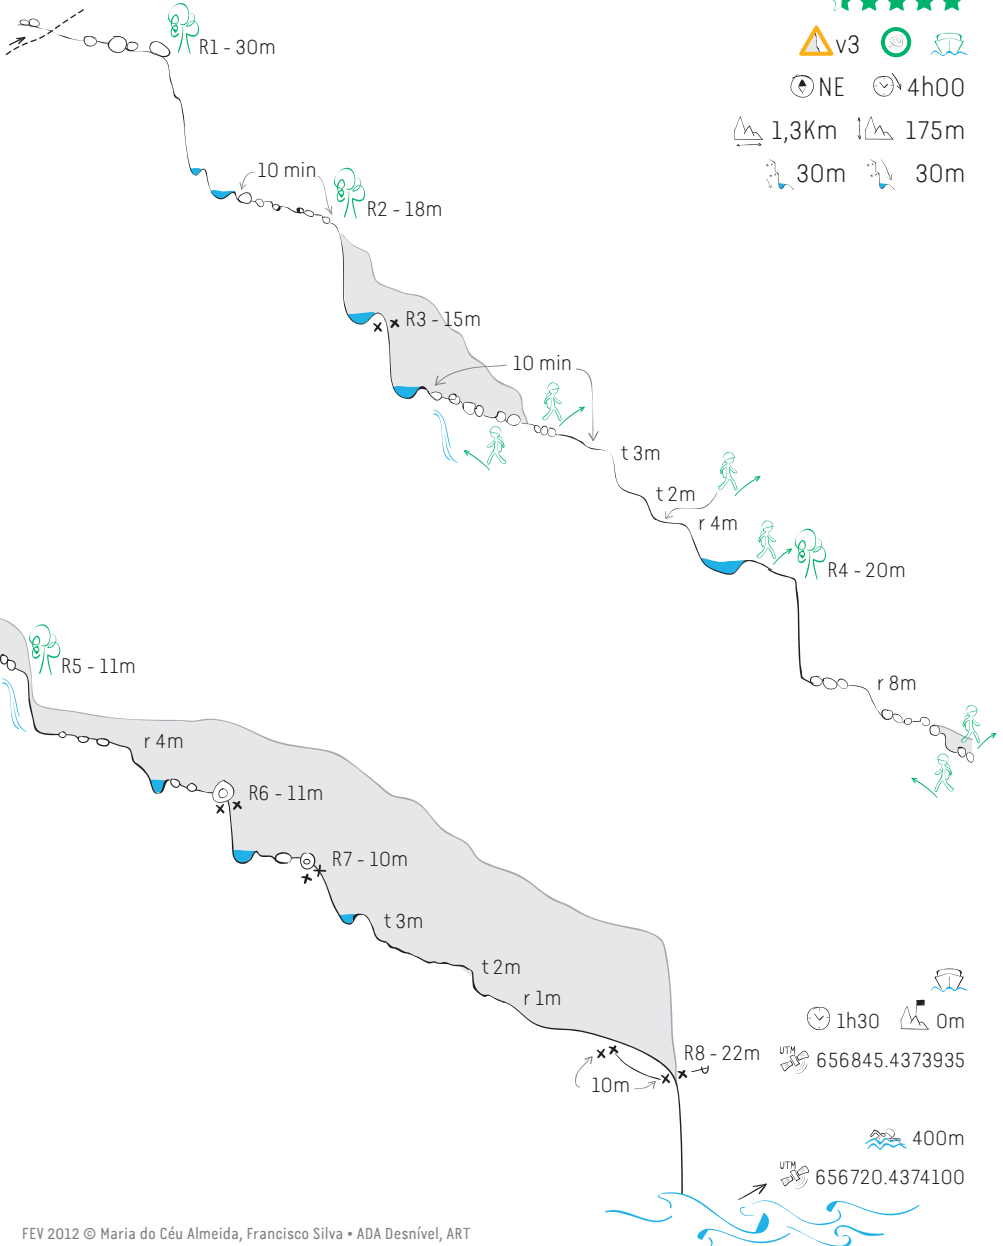 R1 - 30m
v3
NE 4h00
1,3Km 175m
30m 30m
10 min
R2 - 18m
R3 - 15m
10 min
t 3m
t 2m
r 4m
R4 - 20m
r 8m
R5 - 11m
r 4m
R6 - 11m
R7 - 10m
t 3m
t 2m
r 1m
R8 - 22m
10m
1h30 0m
UTM 656845.4373935
400m
UTM 656720.4374100
FEV 2012 © Maria do Céu Almeida, Francisco Silva • ADA Desnível, ART